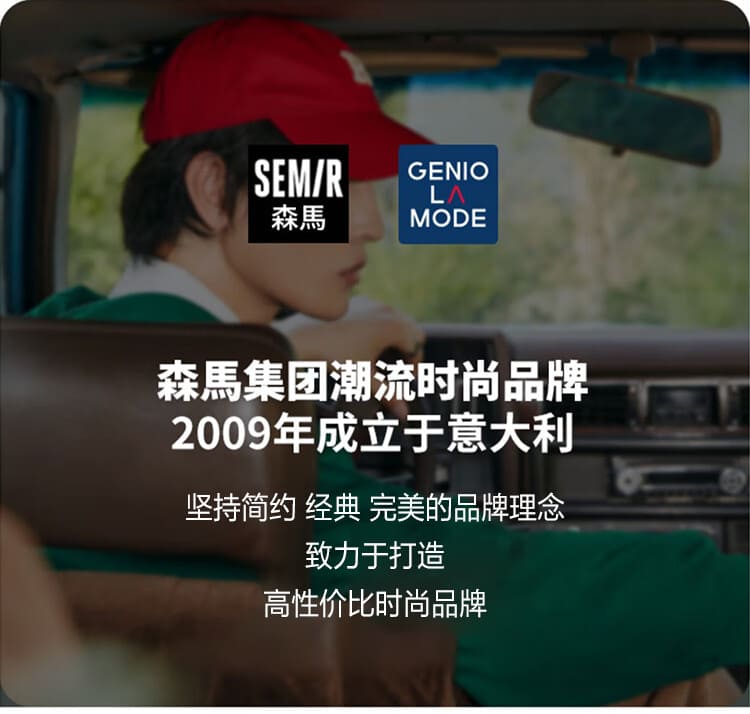 SEMIR
森馬
GENIO
LA
MODE
森馬集团潮流时尚品牌
2009年成立于意大利
坚持简约 经典 完美的品牌理念
致力于打造
高性价比时尚品牌